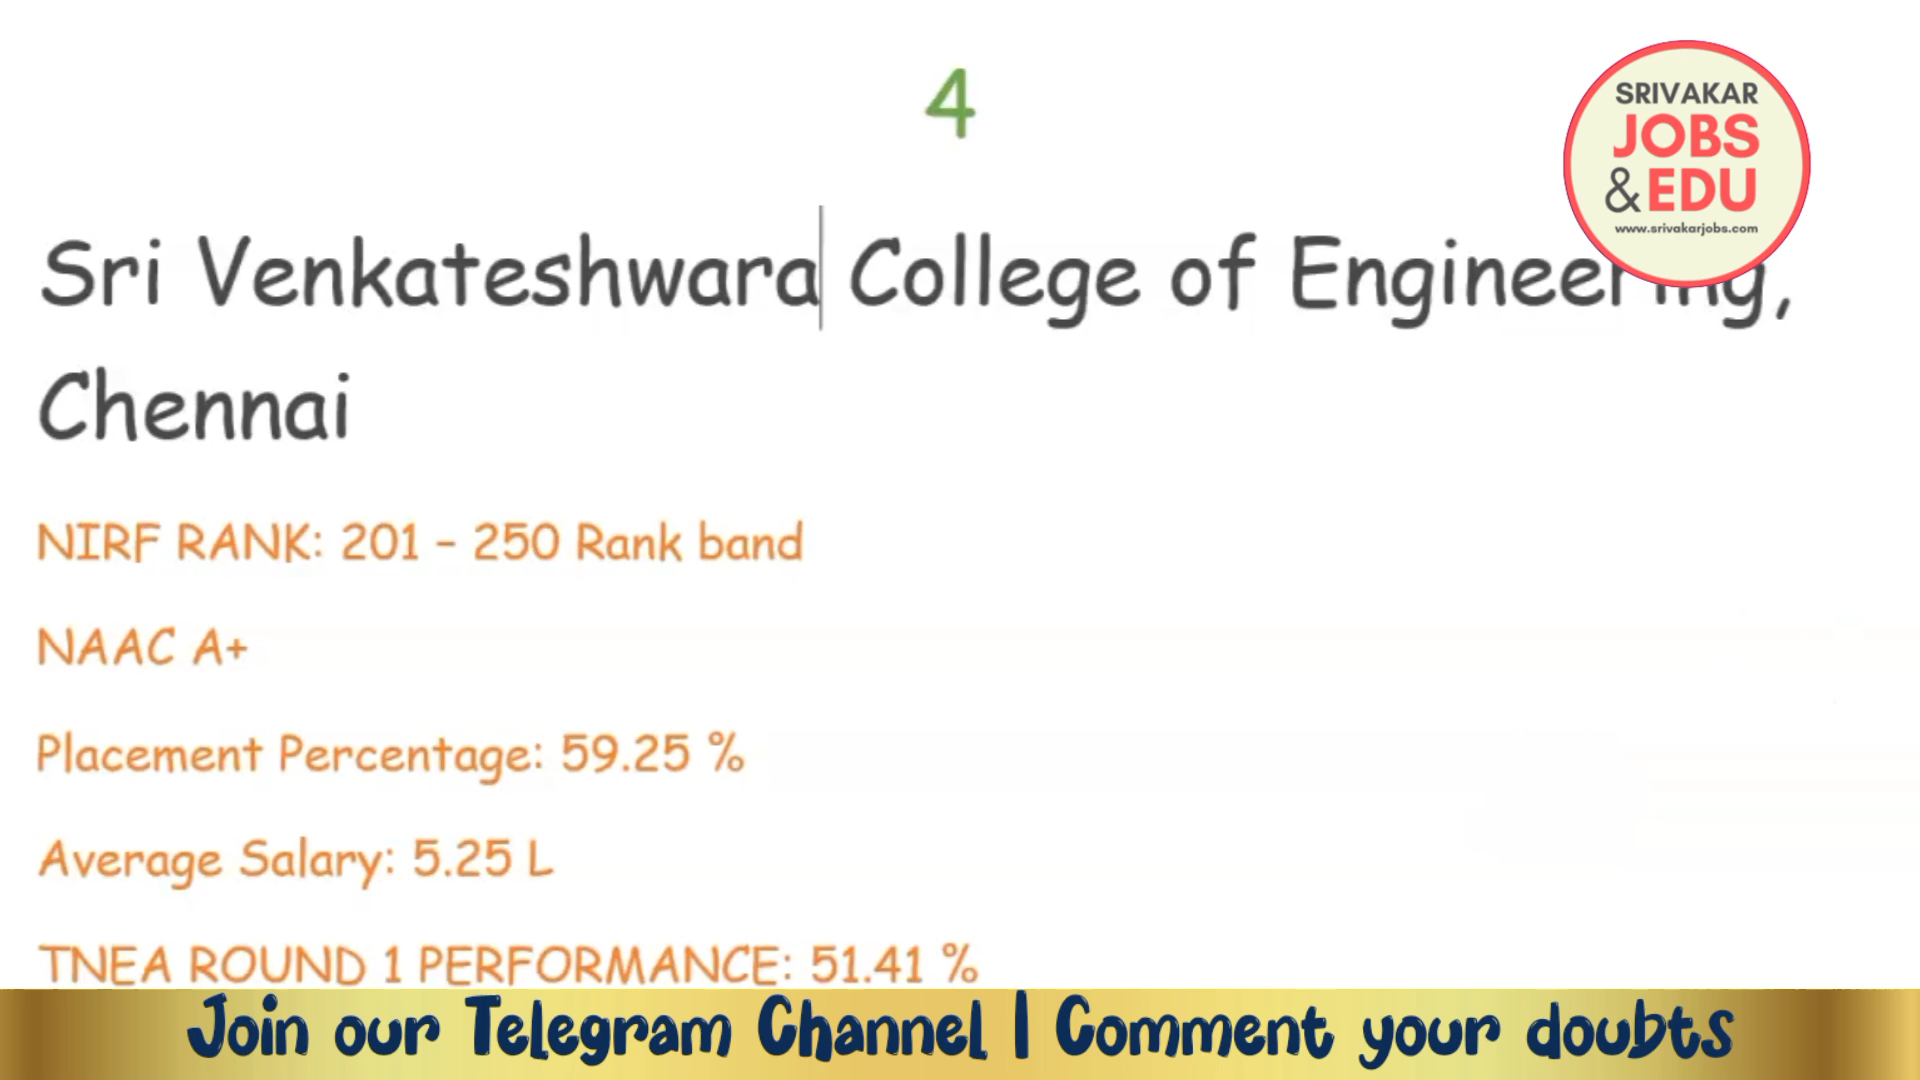 4
SRIVAKAR
JOBS
&EDU
www.srivakarjobs.com
Sri Venkateshwara College of Engineering,
Chennai
NIRF RANK: 201 – 250 Rank band
NAAC A+
Placement Percentage: 59.25 %
Average Salary: 5.25 L
TNEA ROUND 1 PERFORMANCE: 51.41 %
Join our Telegram Channel | Comment your doubts